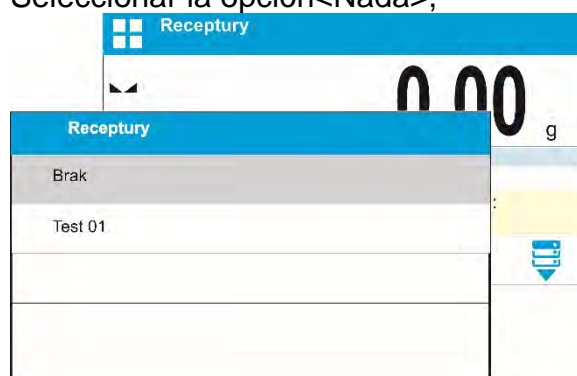 Seleccionar la opción<Nada>,
Receptury
0.00 g
Receptury
Brak
Test 01
: